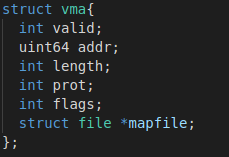 struct vma{
  int valid;
  uint64 addr;
  int length;
  int prot;
  int flags;
  struct file *mapfile;
};